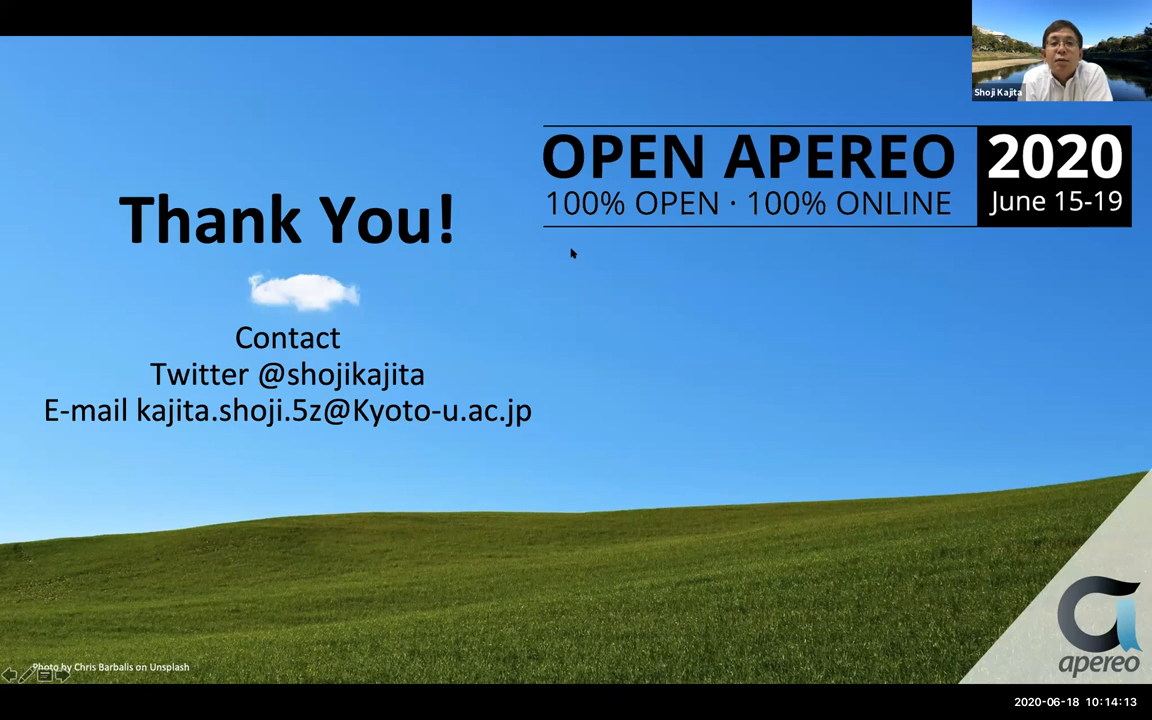 Shoji Kajita
OPEN APEREO
100% OPEN · 100% ONLINE
2020
June 15-19
Thank You!
Contact
Twitter @shojikajita
E-mail kajita.shoji.5z@Kyoto-u.ac.jp
Photo by Chris Barbalis on Unsplash
apereo
2020-06-18 10:14:13